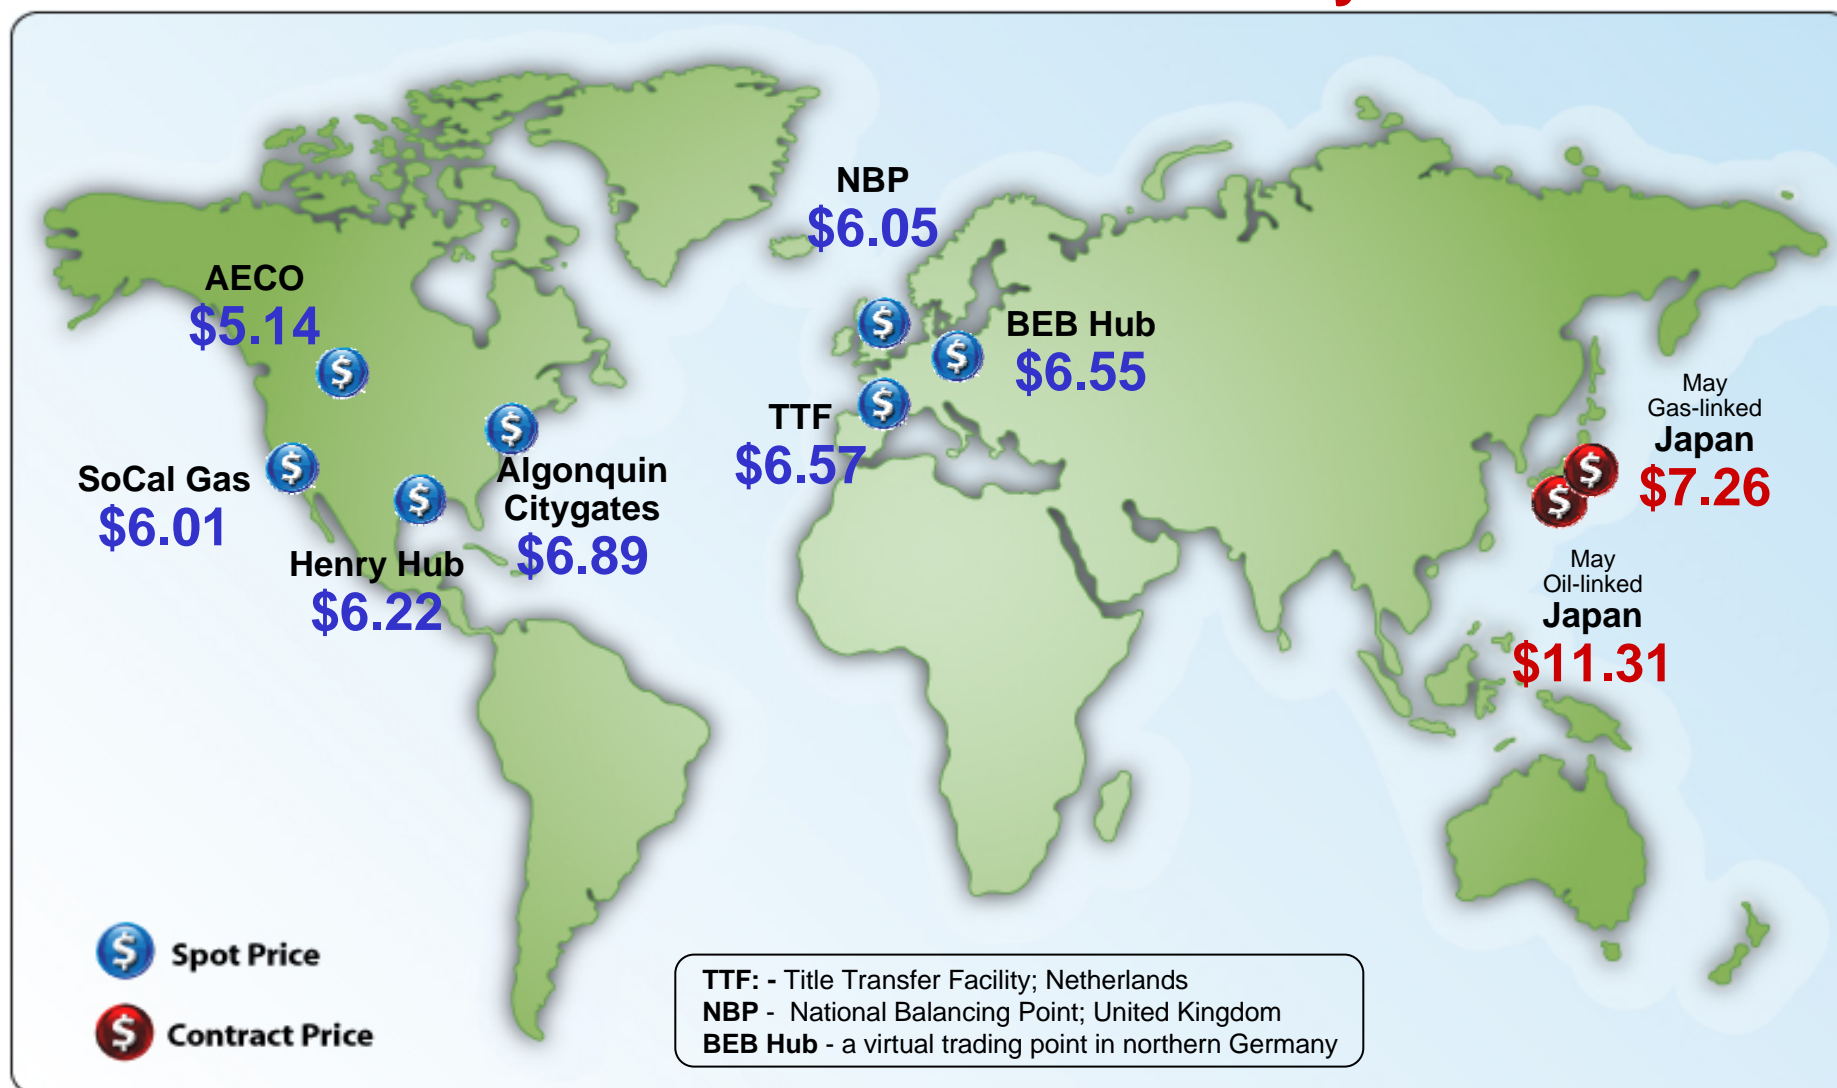 NBP
$6.05
AECO
$5.14
BEB Hub
$6.55
May
Gas-linked
Japan
$7.26
TTF
$6.57
SoCal Gas
$6.01
Algonquin
Citygates
$6.89
Henry Hub
$6.22
May
Oil-linked
Japan
$11.31
Spot Price
Contract Price
TTF: - Title Transfer Facility; Netherlands
NBP - National Balancing Point; United Kingdom
BEB Hub - a virtual trading point in northern Germany